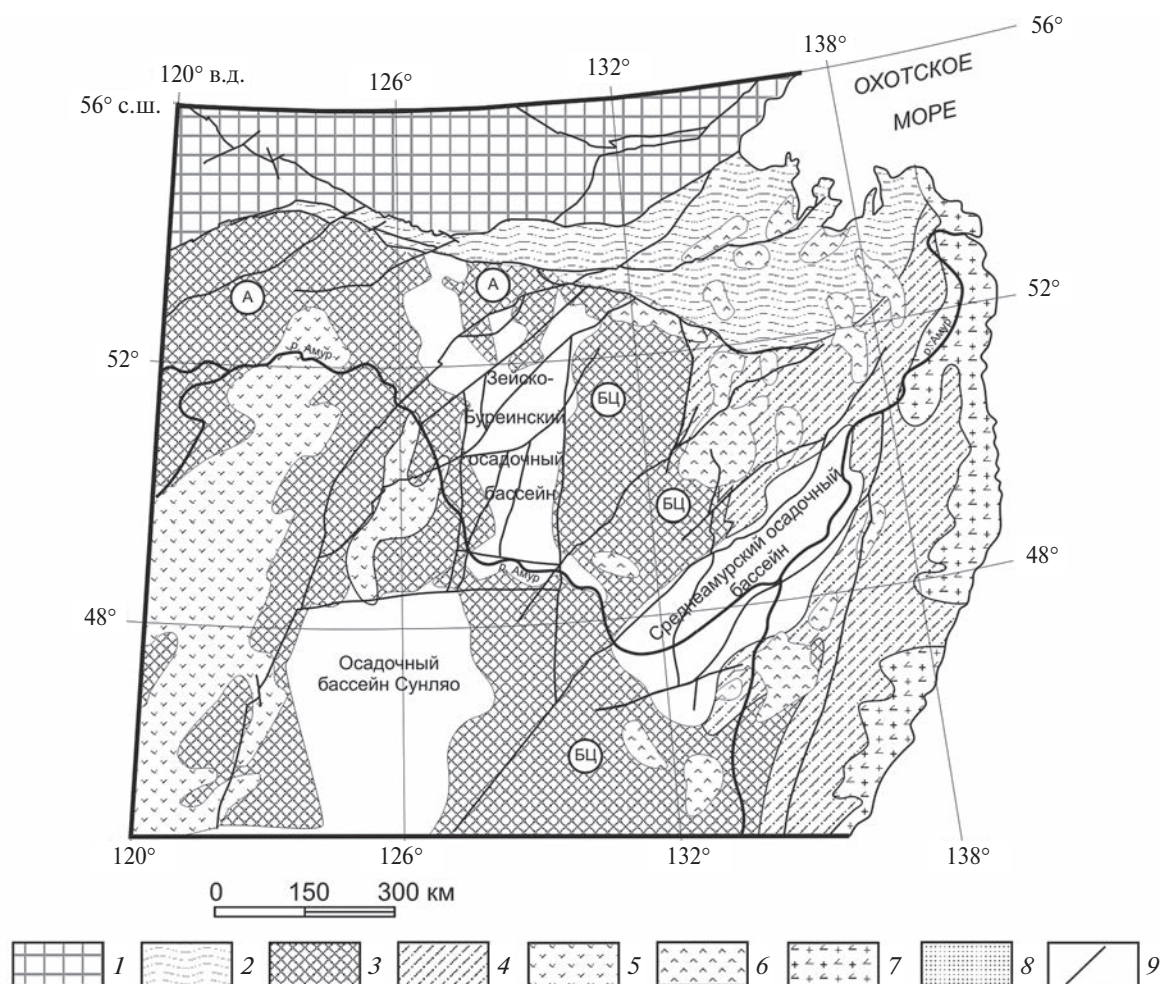 56°
138°
ОХОТСКОЕ
МОРЕ
120° в.д.
126°
132°
56° с.ш.
А
А
52°
52°
р. Амур
р. Амур
Зейско-
Буреинский
осадочный
бассейн
БЦ
БЦ
Среднеамурский осадочный
бассейн
р. Амур
48°
48°
Осадочный
бассейн Сунляо
БЦ
120°
126°
132°
138°
0 150 300 км
1 2 3 4 5 6 7 8 9